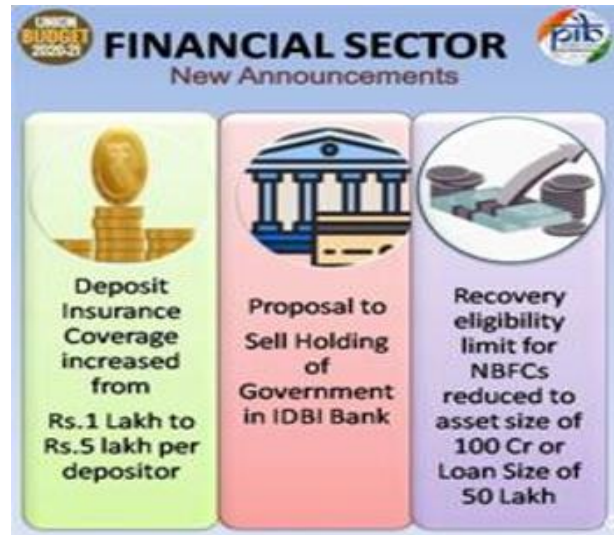 UNION
BUDGET
2020-21
FINANCIAL SECTOR
New Announcements
pib
Deposit
Insurance
Coverage
increased
from
Rs.1 Lakh to
Rs.5 lakh per
depositor
Proposal to
Sell Holding
of
Government
in IDBI Bank
Recovery
eligibility
limit for
NBFCs
reduced to
asset size of
100 Cr or
Loan Size of
50 Lakh